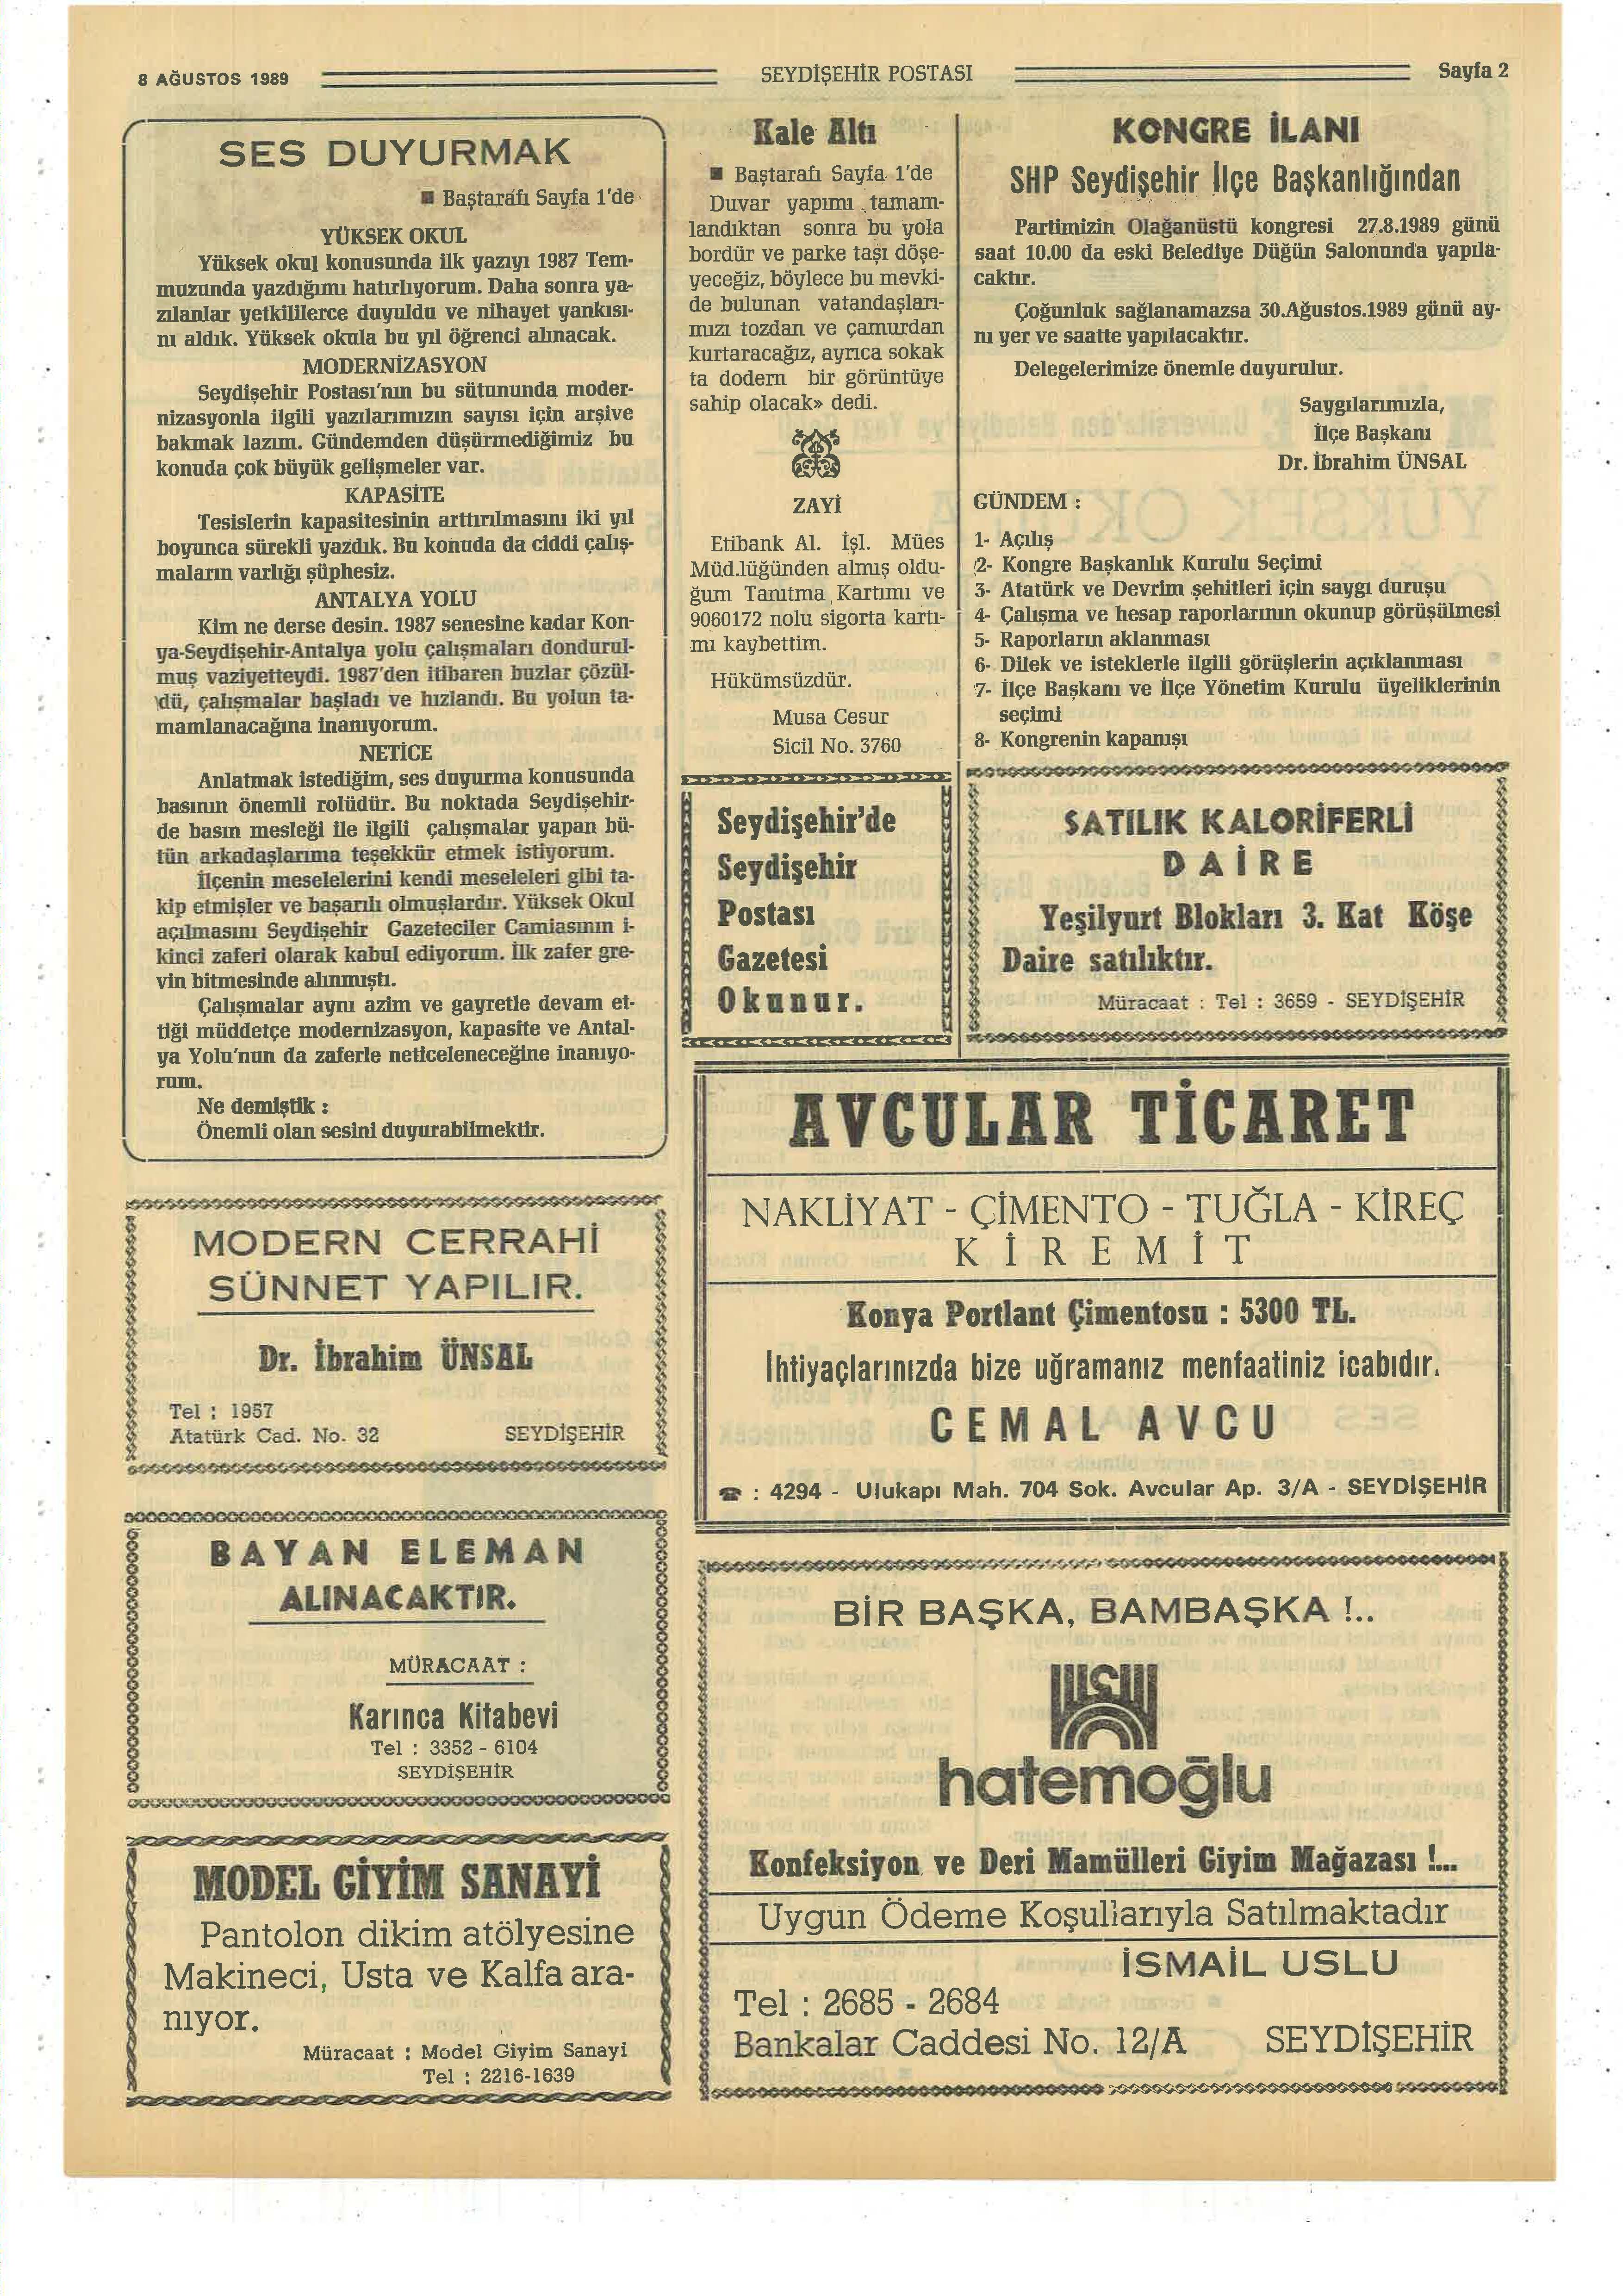 8 AĞUSTOS 1989
SEYDİŞEHİR POSTASI
Sayfa 2
SES DUYURMAK
■ Baştarafı Sayfa 1'de
YÜKSEK OKUL
Yüksek okul konusunda ilk yazıyı 1987 Tem-
muzunda yazdığımı hatırlıyorum. Daha sonra ya-
zılanlar yetkililerce duyuldu ve nihayet yankısı-
nı aldık. Yüksek okula bu yıl öğrenci alınacak.
MODERNİZASYON
Seydişehir Postası'nın bu sütununda moder-
nizasyonla ilgili yazılarımızın sayısı için arşive
bakmak lazım. Gündemden düşürmediğimiz bu
konuda çok büyük gelişmeler var.
KAPASİTE
Tesislerin kapasitesinin arttırılmasını iki yıl
boyunca sürekli yazdık. Bu konuda da ciddi çalış-
maların varlığı şüphesiz.
ANTALYA YOLU
Kim ne derse desin. 1987 senesine kadar Kon-
ya-Seydişehir-Antalya yolu çalışmaları dondurul-
muş vaziyetteydi. 1987'den itibaren buzlar çözül-
dü, çalışmalar başladı ve hızlandı. Bu yolun ta-
mamlanacağına inanıyorum.
NETİCE
Anlatmak istediğim, ses duyurma konusunda
basının önemli rolüdür. Bu noktada Seydişehir-
de basın mesleği ile ilgili çalışmalar yapan bü-
tün arkadaşlarıma teşekkür etmek istiyorum.
İlçenin meselelerini kendi meseleleri gibi ta-
kip etmişler ve başarılı olmuşlardır. Yüksek Okul
açılmasını Seydişehir Gazeteciler Camiasının i-
kinci zaferi olarak kabul ediyorum. İlk zafer gre-
vin bitmesinde alınmıştı.
Çalışmalar aynı azim ve gayretle devam et-
tiği müddetçe modernizasyon, kapasite ve Antal-
ya Yolu'nun da zaferle neticeleneceğine inanıyo-
rum.
Ne demiştik :
Önemli olan sesini duyurabilmektir.
MODERN CERRAHİ
SÜNNET YAPILIR.
Dr. İbrahim ÜNSAL
Tel : 1957
Atatürk Cad. No. 32 SEYDİŞEHİR
BAYAN ELEMAN
ALINACAKTIR.
MÜRACAAT :
Karınca Kitabevi
Tel : 3352 - 6104
SEYDİŞEHİR
MODEL GİYİM SANAYİ
Pantolon dikim atölyesine
Makineci, Usta ve Kalfa ara-
nıyor.
Müracaat : Model Giyim Sanayi
Tel : 2216-1639
Kale Altı
■ Baştarafı Sayfa 1'de
Duvar yapımı tamam-
landıktan sonra bu yola
bordür ve parke taşı döşe-
yeceğiz, böylece bu mevki-
de bulunan vatandaşları-
mızı tozdan ve çamurdan
kurtaracağız, ayrıca sokak
ta dodern bir görüntüye
sahip olacak» dedi.
ZAYİ
Etibank Al. İşl. Mües
Müd.lüğünden almış oldu-
ğum Tanıtma Kartımı ve
9060172 nolu sigorta kartı-
mı kaybettim.
Hükümsüzdür.
Musa Cesur
Sicil No. 3760
Seydişehir'de
Seydişehir
Postası
Gazetesi
Okunur.
KONGRE İLANI
SHP Seydişehir İlçe Başkanlığından
Partimizin Olağanüstü kongresi 27.8.1989 günü
saat 10.00 da eski Belediye Düğün Salonunda yapıla-
caktır.
Çoğunluk sağlanamazsa 30.Ağustos.1989 günü ay-
nı yer ve saatte yapılacaktır.
Delegelerimize önemle duyurulur.
Saygılarımızla,
İlçe Başkanı
Dr. İbrahim ÜNSAL
GÜNDEM :
1- Açılış
2- Kongre Başkanlık Kurulu Seçimi
3- Atatürk ve Devrim şehitleri için saygı duruşu
4- Çalışma ve hesap raporlarının okunup görüşülmesi
5- Raporların aklanması
6- Dilek ve isteklerle ilgili görüşlerin açıklanması
7- İlçe Başkanı ve İlçe Yönetim Kurulu üyeliklerinin
seçimi
8- Kongrenin kapanışı
SATILIK KALORİFERLİ
DAİRE
Yeşilyurt Blokları 3. Kat Köşe
Daire satılıktır.
Müracaat : Tel : 3659 - SEYDİŞEHİR
AVCULAR TİCARET
NAKLİYAT - ÇİMENTO - TUĞLA - KİREÇ
KİREMİT
Konya Portlant Çimentosu : 5300 TL.
İhtiyaçlarınızda bize uğramanız menfaatiniz icabıdır.
CEMAL AVCU
☎ : 4294 - Ulukapı Mah. 704 Sok. Avcular Ap. 3/A - SEYDİŞEHİR
BİR BAŞKA, BAMBAŞKA !..
hatemoğlu
Konfeksiyon ve Deri Mamülleri Giyim Mağazası !...
Uygun Ödeme Koşullarıyla Satılmaktadır
İSMAİL USLU
Tel : 2685 - 2684
Bankalar Caddesi No. 12/A SEYDİŞEHİR